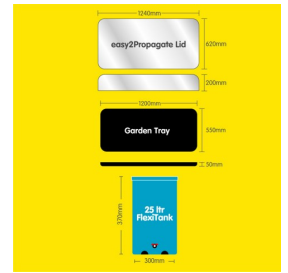 1240mm
easy2Propagate Lid
620mm
200mm
1200mm
Garden Tray
550mm
50mm
370mm
25 ltr
FlexiTank
300mm